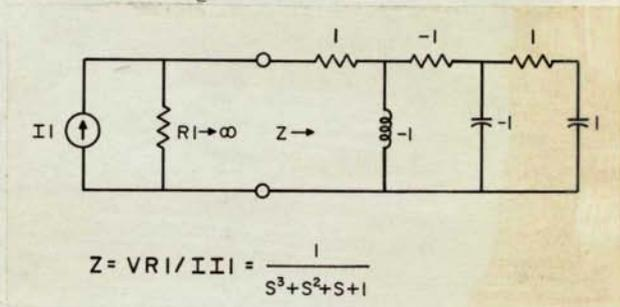 1 -1 1
I1 R1→∞ Z→ -1 -1 1
Z= VR1/II1 = 1
S³+S²+S+1